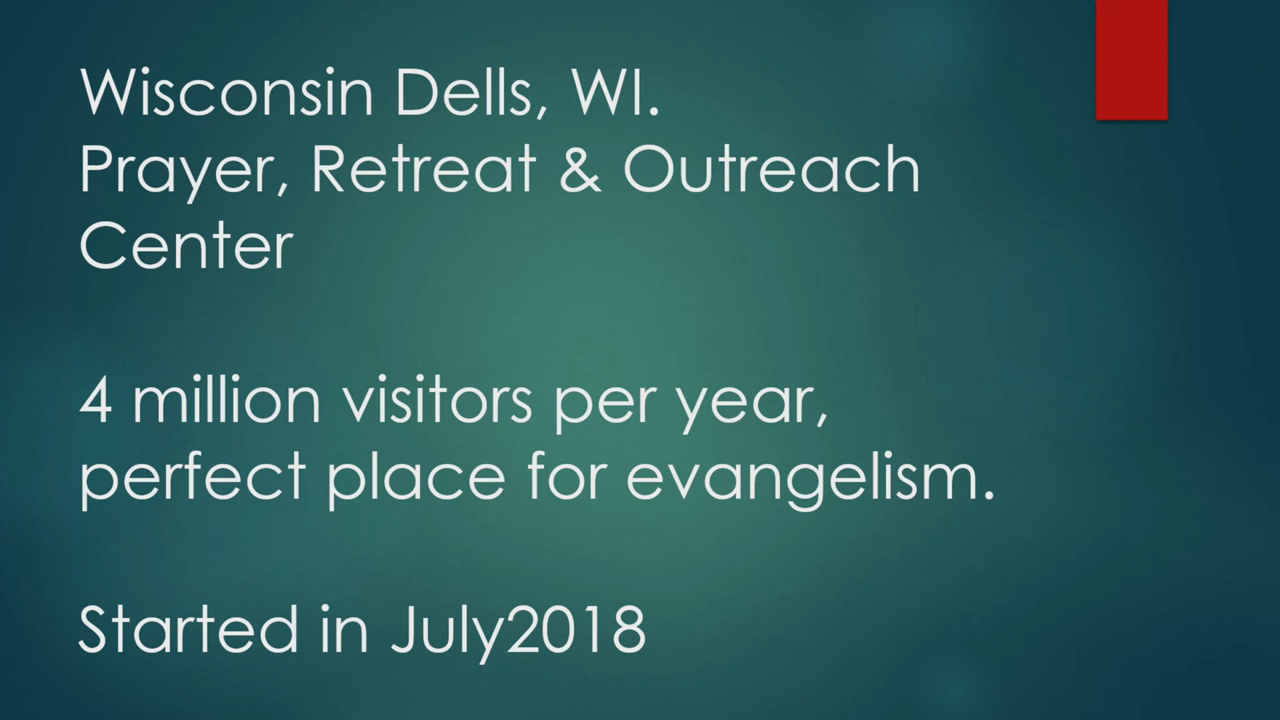 Wisconsin Dells, WI.
Prayer, Retreat & Outreach
Center
4 million visitors per year,
perfect place for evangelism.
Started in July2018